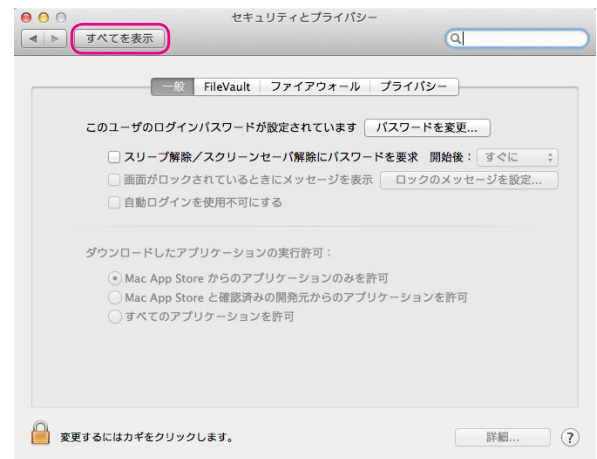 セキュリティとプライバシー
すべてを表示
一般 FileVault ファイアウォール プライバシー
このユーザのログインパスワードが設定されています パスワードを変更...
スリープ解除／スクリーンセーバ解除にパスワードを要求 開始後： すぐに
画面がロックされているときにメッセージを表示 ロックのメッセージを設定...
自動ログインを使用不可にする
ダウンロードしたアプリケーションの実行許可：
Mac App Store からのアプリケーションのみを許可
Mac App Store と確認済みの開発元からのアプリケーションを許可
すべてのアプリケーションを許可
変更するにはカギをクリックします。 詳細... ?